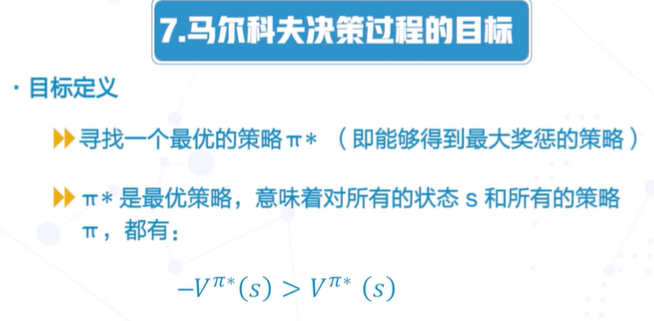 7.马尔科夫决策过程的目标
· 目标定义
寻找一个最优的策略π* （即能够得到最大奖惩的策略）
π*是最优策略，意味着对所有的状态 s 和所有的策略
π，都有：
−V^π*(s) > V^π* (s)